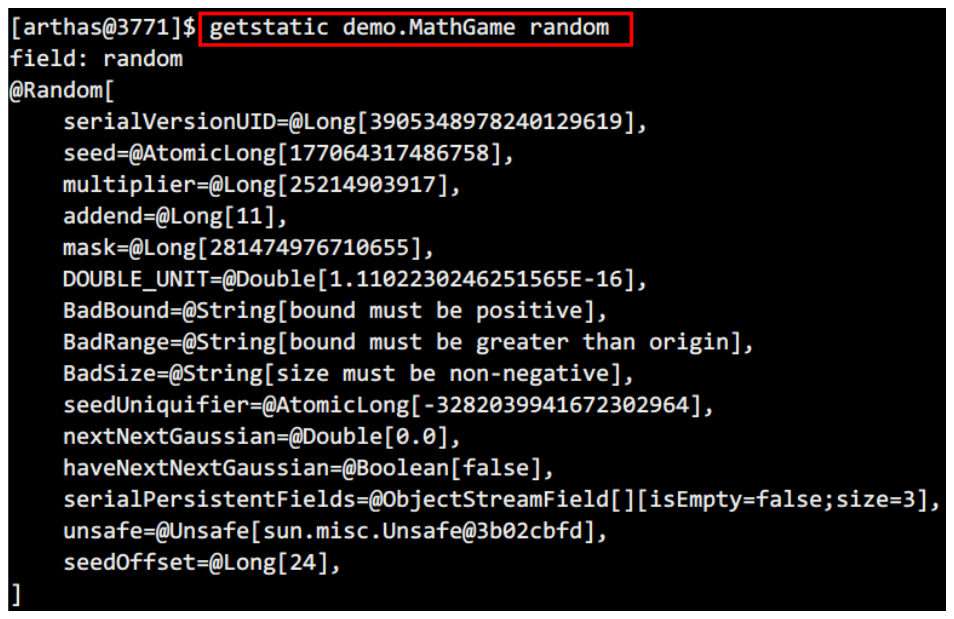 [arthas@3771]$ getstatic demo.MathGame random
field: random
@Random[
    serialVersionUID=@Long[3905348978240129619],
    seed=@AtomicLong[177064317486758],
    multiplier=@Long[25214903917],
    addend=@Long[11],
    mask=@Long[281474976710655],
    DOUBLE_UNIT=@Double[1.1102230246251565E-16],
    BadBound=@String[bound must be positive],
    BadRange=@String[bound must be greater than origin],
    BadSize=@String[size must be non-negative],
    seedUniquifier=@AtomicLong[-3282039941672302964],
    nextNextGaussian=@Double[0.0],
    haveNextNextGaussian=@Boolean[false],
    serialPersistentFields=@ObjectStreamField[][isEmpty=false;size=3],
    unsafe=@Unsafe[sun.misc.Unsafe@3b02cbfd],
    seedOffset=@Long[24],
]